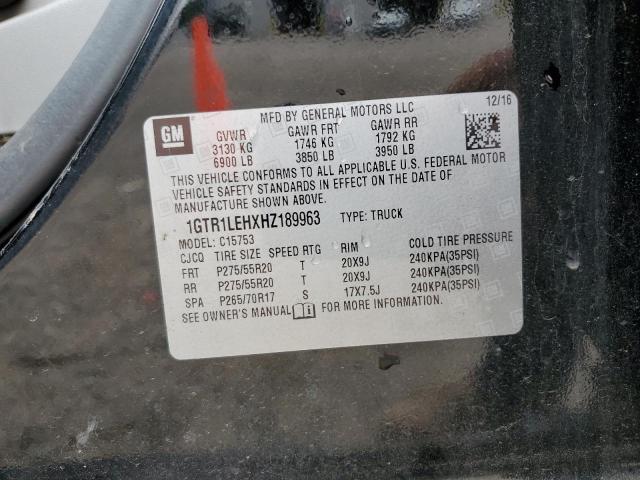 MFD BY GENERAL MOTORS LLC
12/16
GM
GVWR GAWR FRT GAWR RR
3130 KG 1746 KG 1792 KG
6900 LB 3850 LB 3950 LB
THIS VEHICLE CONFORMS TO ALL APPLICABLE U.S. FEDERAL MOTOR
VEHICLE SAFETY STANDARDS IN EFFECT ON THE DATE OF
MANUFACTURE SHOWN ABOVE.
1GTR1LEHXHZ189963 TYPE: TRUCK
MODEL: C15753
CJCQ TIRE SIZE SPEED RTG RIM COLD TIRE PRESSURE
FRT P275/55R20 T 20X9J 240KPA(35PSI)
RR P275/55R20 T 20X9J 240KPA(35PSI)
SPA P265/70R17 S 17X7.5J 240KPA(35PSI)
SEE OWNER'S MANUAL FOR MORE INFORMATION.